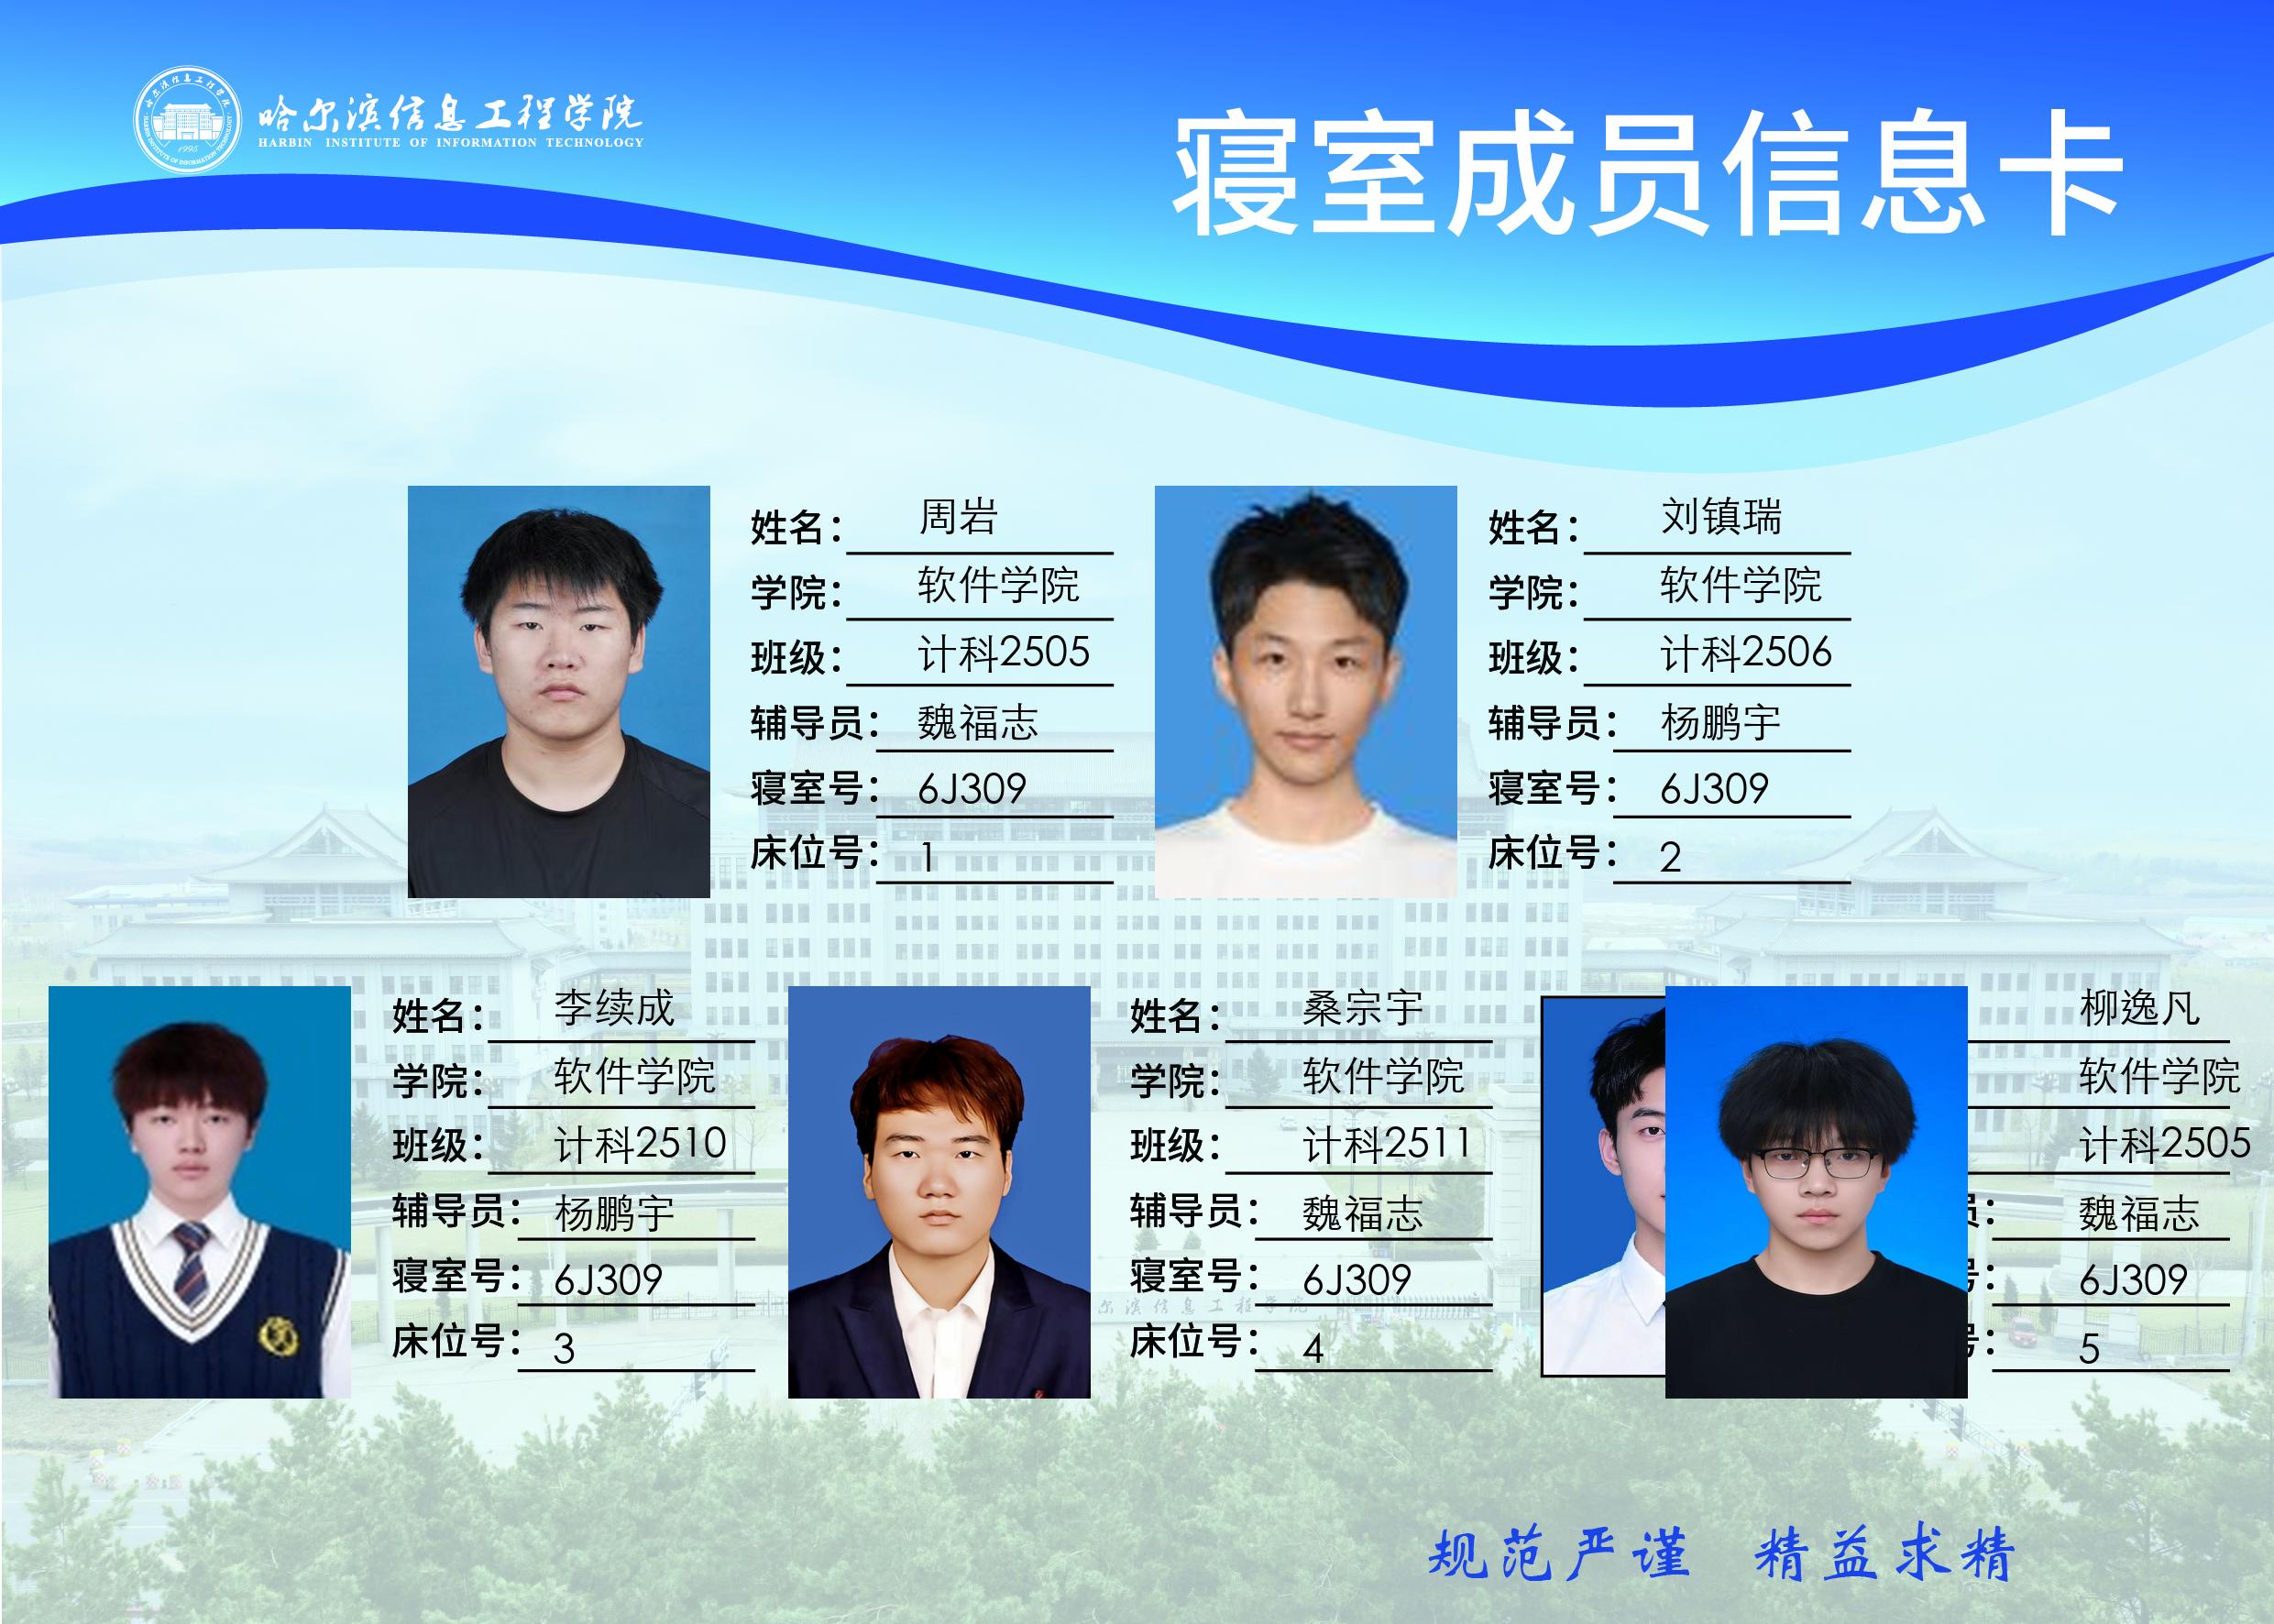 哈尔滨信息工程学院
HARBIN INSTITUTE OF INFORMATION TECHNOLOGY
1995
寝室成员信息卡
姓名： 周岩
学院： 软件学院
班级： 计科2505
辅导员： 魏福志
寝室号： 6J309
床位号： 1
姓名： 刘镇瑞
学院： 软件学院
班级： 计科2506
辅导员： 杨鹏宇
寝室号： 6J309
床位号： 2
姓名： 李续成
学院： 软件学院
班级： 计科2510
辅导员： 杨鹏宇
寝室号： 6J309
床位号： 3
姓名： 桑宗宇
学院： 软件学院
班级： 计科2511
辅导员： 魏福志
寝室号： 6J309
床位号： 4
柳逸凡
软件学院
计科2505
员： 魏福志
号： 6J309
号： 5
规范严谨 精益求精